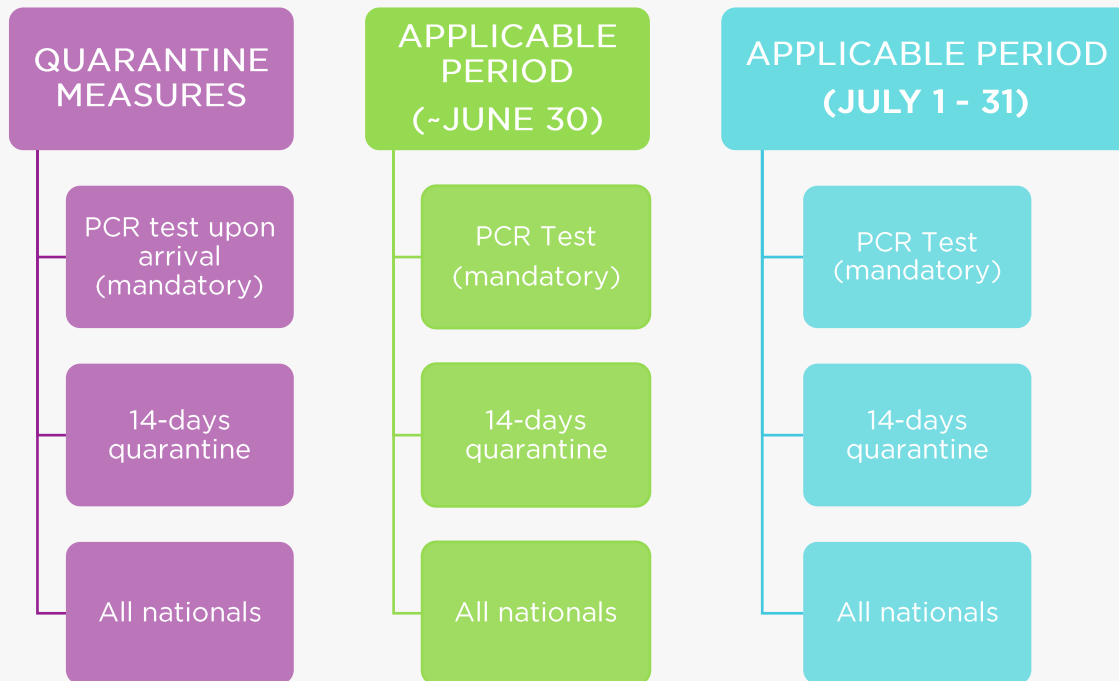 QUARANTINE
MEASURES
PCR test upon
arrival
(mandatory)
14-days
quarantine
All nationals
APPLICABLE
PERIOD
(~JUNE 30)
PCR Test
(mandatory)
14-days
quarantine
All nationals
APPLICABLE PERIOD
(JULY 1 - 31)
PCR Test
(mandatory)
14-days
quarantine
All nationals